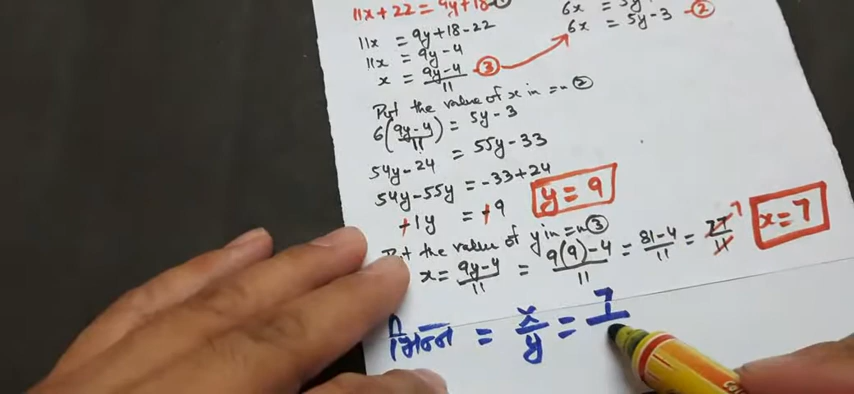 11x + 22 = 9y + 18 - ①
11x = 9y + 18 - 22
11x = 9y - 4
x = (9y - 4)/11 - ③
6x = 5y
6x = 5y - 3 - ②
Put the value of x in =n ②
6((9y - 4)/11) = 5y - 3
54y - 24 = 55y - 33
54y - 55y = -33 + 24
+1y = +9
y = 9
Put the value of y in =n ③
x = (9y - 4)/11 = (9(9) - 4)/11 = (81 - 4)/11 = 77/11 7
x = 7
भिन्न = x/y = 7/